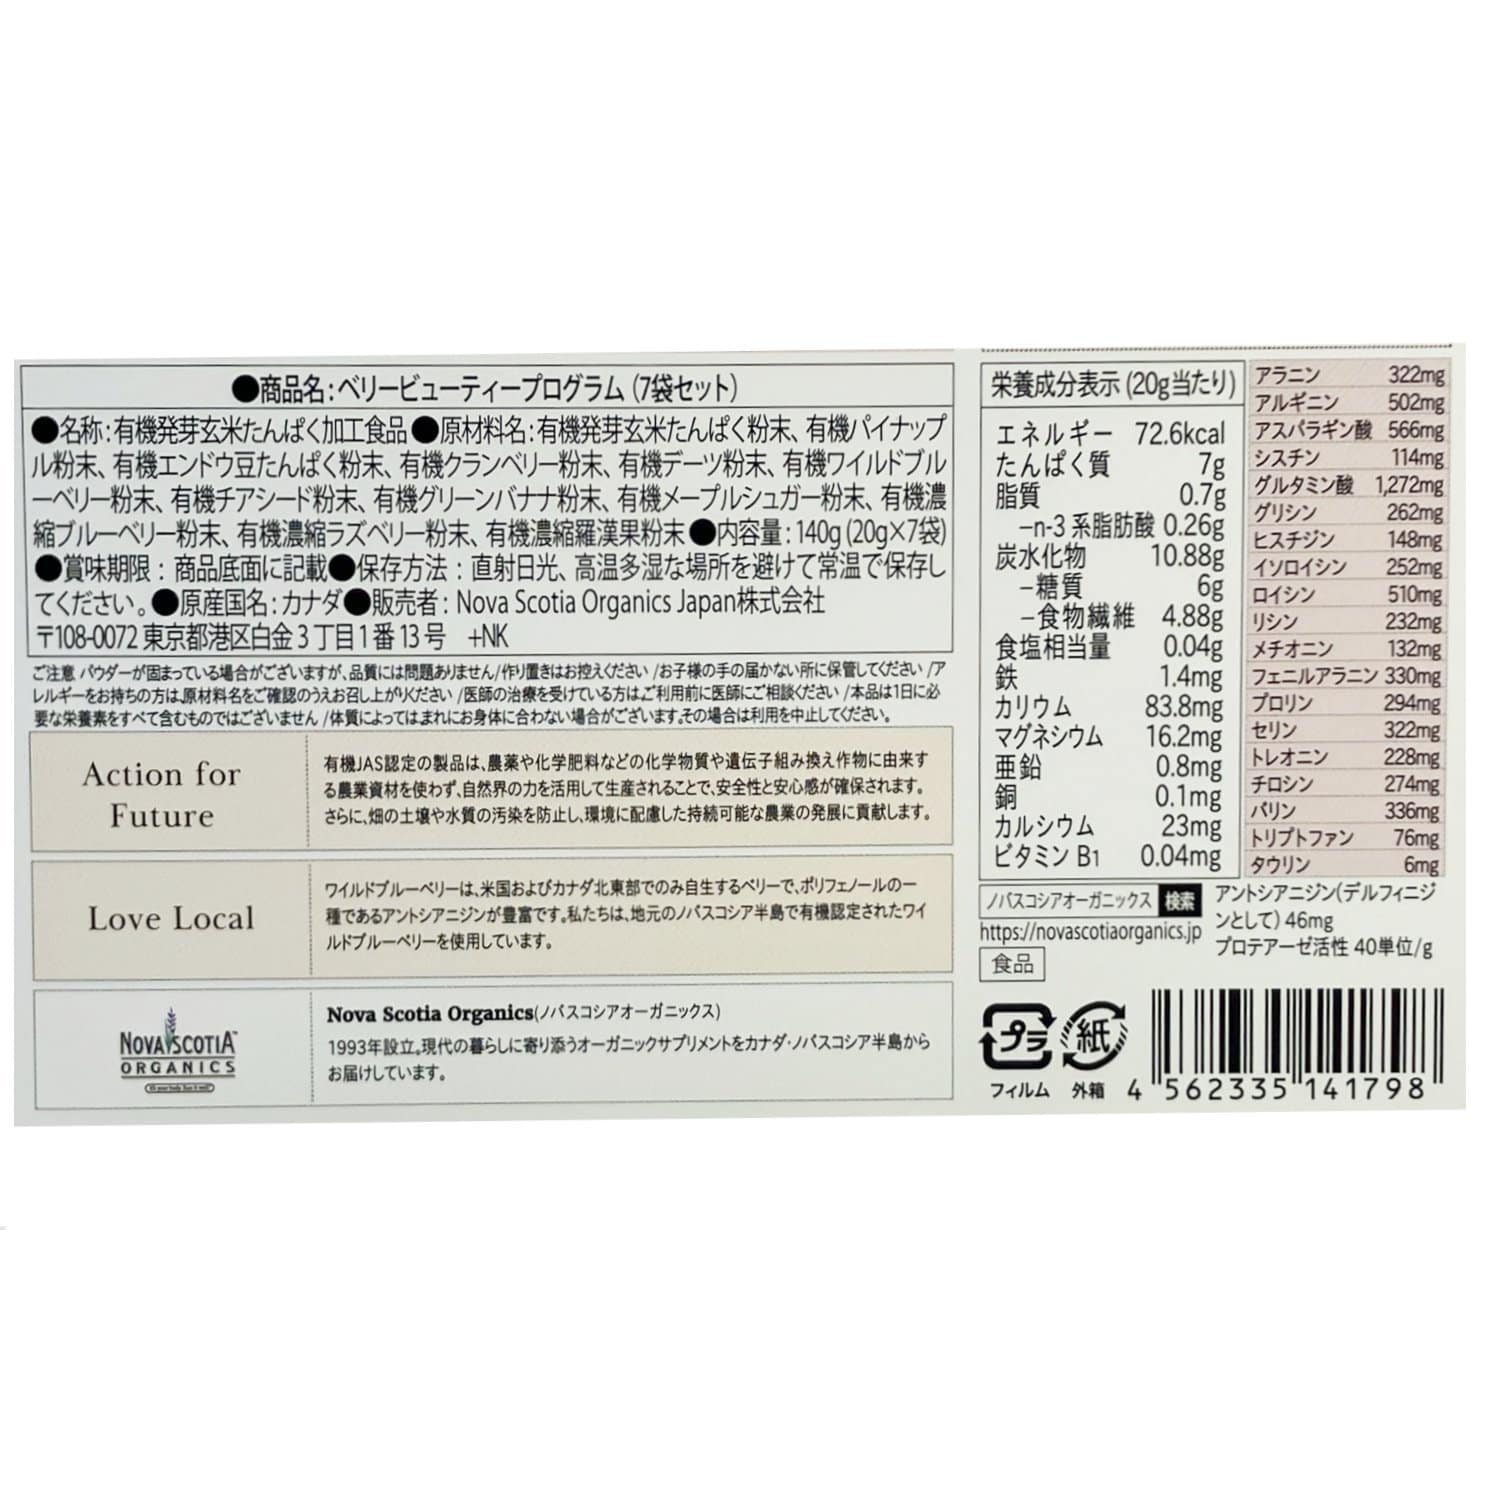 ●商品名:ベリービューティープログラム(7袋セット)
●名称:有機発芽玄米たんぱく加工食品●原材料名:有機発芽玄米たんぱく粉末、有機パイナップ
ル粉末、有機エンドウ豆たんぱく粉末、有機クランベリー粉末、有機デーツ粉末、有機ワイルドブル
ーベリー粉末、有機チアシード粉末、有機グリーンバナナ粉末、有機メープルシュガー粉末、有機濃
縮ブルーベリー粉末、有機濃縮ラズベリー粉末、有機濃縮羅漢果粉末●内容量:140g(20g×7袋)
●賞味期限:商品底面に記載●保存方法:直射日光、高温多湿な場所を避けて常温で保存し
てください。●原産国名:カナダ●販売者:Nova Scotia Organics Japan株式会社
〒108-0072 東京都港区白金3丁目1番13号 +NK
ご注意 パウダーが固まっている場合がございますが、品質には問題ありません/作り置きはお控えください/お子様の手の届かない所に保管してください/ア
レルギーをお持ちの方は、原材料名をご確認のうえお召し上がりください/医師の治療を受けている方はご利用前に医師にご相談ください/本品は1日に必
要な栄養素をすべて含むものではございません/体質によってはまれにお身体に合わない場合がございます。その場合は利用を中止してください。
Action for
Future
有機JAS認定の製品は、農薬や化学肥料などの化学物質や遺伝子組み換え作物に由来す
る農業資材を使わず、自然界の力を活用して生産されることで、安全性と安心感が確保されます。
さらに、畑の土壌や水質の汚染を防止し、環境に配慮した持続可能な農業の発展に貢献します。
Love Local
ワイルドブルーベリーは、米国およびカナダ北東部でのみ自生するベリーで、ポリフェノールの一
種であるアントシアニジンが豊富です。私たちは、地元のノバスコシア半島で有機認定されたワイ
ルドブルーベリーを使用しています。
NOVA SCOTIA™
ORGANICS
Nova Scotia Organics(ノバスコシアオーガニックス)
1993年設立。現代の暮らしに寄り添うオーガニックサプリメントをカナダ・ノバスコシア半島から
お届けしています。
栄養成分表示(20g当たり)
エネルギー 72.6kcal
たんぱく質 7g
脂質 0.7g
−n-3系脂肪酸 0.26g
炭水化物 10.88g
−糖質 6g
−食物繊維 4.88g
食塩相当量 0.04g
鉄 1.4mg
カリウム 83.8mg
マグネシウム 16.2mg
亜鉛 0.8mg
銅 0.1mg
カルシウム 23mg
ビタミンB1 0.04mg
アラニン 322mg
アルギニン 502mg
アスパラギン酸 566mg
シスチン 114mg
グルタミン酸 1,272mg
グリシン 262mg
ヒスチジン 148mg
イソロイシン 252mg
ロイシン 510mg
リシン 232mg
メチオニン 132mg
フェニルアラニン 330mg
プロリン 294mg
セリン 322mg
トレオニン 228mg
チロシン 274mg
バリン 336mg
トリプトファン 76mg
タウリン 6mg
アントシアニジン(デルフィニジ
ンとして)46mg
プロテアーゼ活性 40単位/g
ノバスコシアオーガニックス 検索
https://novascotiaorganics.jp
食品
プラ
フィルム
紙
外箱
4 562335 141798